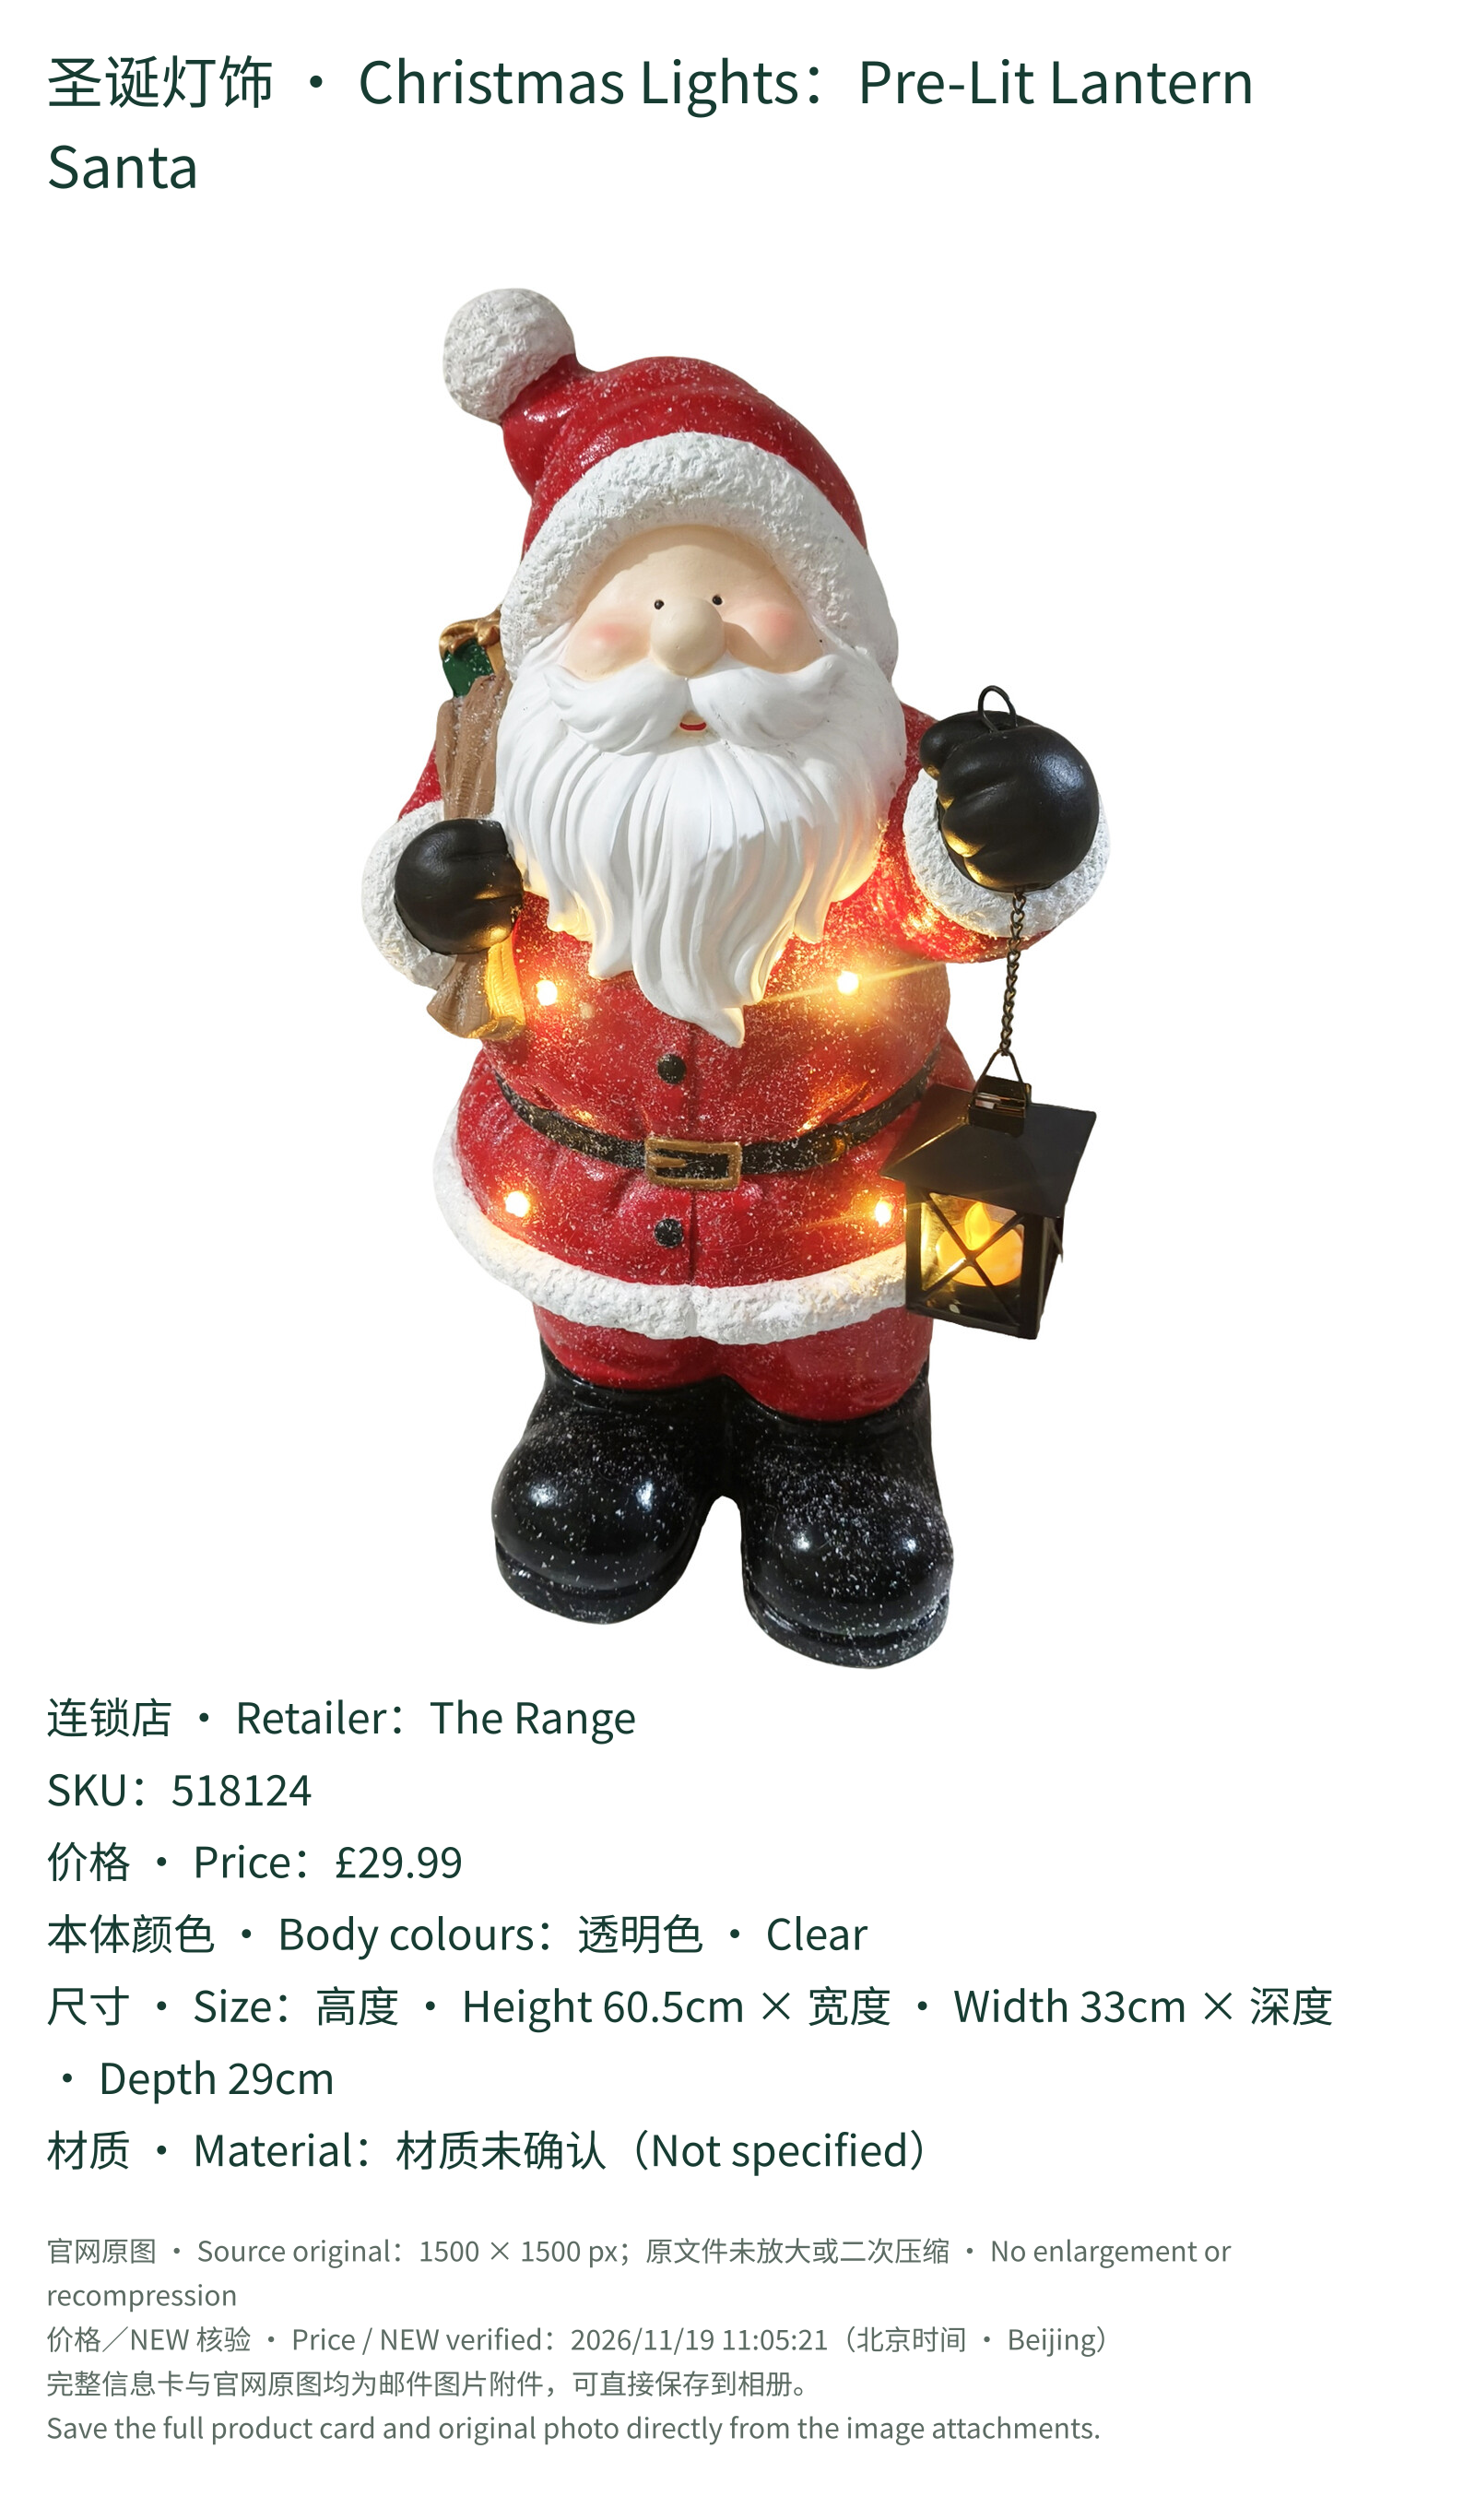 圣诞灯饰 · Christmas Lights：Pre-Lit Lantern
Santa
连锁店 · Retailer：The Range
SKU：518124
价格 · Price：£29.99
本体颜色 · Body colours：透明色 · Clear
尺寸 · Size：高度 · Height 60.5cm × 宽度 · Width 33cm × 深度
· Depth 29cm
材质 · Material：材质未确认（Not specified）
官网原图 · Source original：1500 × 1500 px；原文件未放大或二次压缩 · No enlargement or
recompression
价格／NEW 核验 · Price / NEW verified：2026/11/19 11:05:21（北京时间 · Beijing）
完整信息卡与官网原图均为邮件图片附件，可直接保存到相册。
Save the full product card and original photo directly from the image attachments.